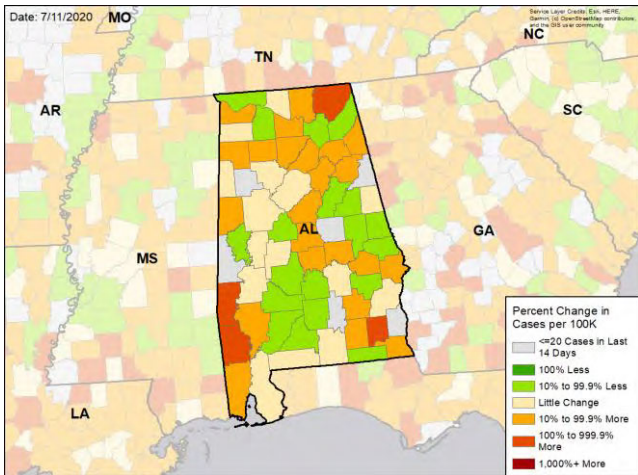 Date: 7/11/2020
Service Layer Credits: Esri, HERE,
Garmin, (c) OpenStreetMap contributors,
and the GIS user community
MO
NC
TN
AR
SC
MS
AL
GA
LA
Percent Change in
Cases per 100K
<=20 Cases in Last
14 Days
100% Less
10% to 99.9% Less
Little Change
10% to 99.9% More
100% to 999.9%
More
1,000%+ More